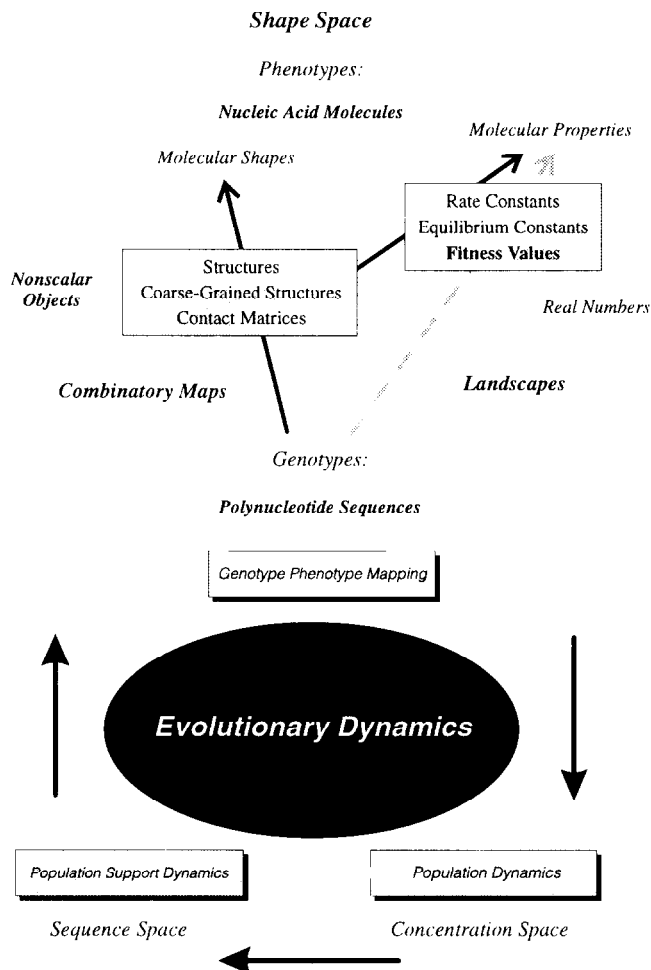 Shape Space
Phenotypes:
Nucleic Acid Molecules
Molecular Properties
Molecular Shapes
Rate Constants
Equilibrium Constants
Fitness Values
Structures
Coarse-Grained Structures
Contact Matrices
Nonscalar
Objects
Real Numbers
Combinatory Maps
Landscapes
Genotypes:
Polynucleotide Sequences
Genotype Phenotype Mapping
Evolutionary Dynamics
Population Support Dynamics
Population Dynamics
Sequence Space
Concentration Space